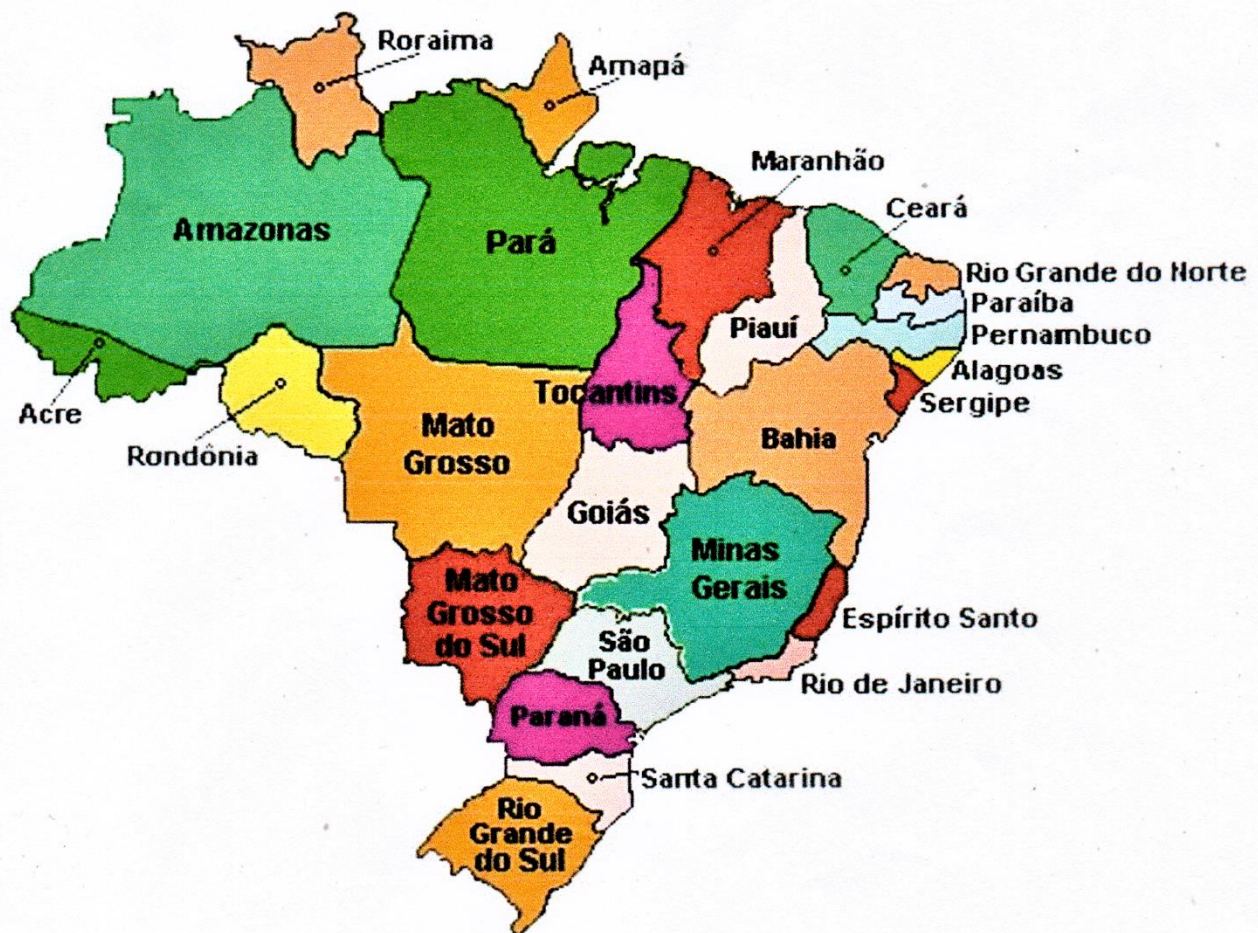 Roraima
Amapá
Maranhão
Ceará
Amazonas
Pará
Rio Grande do Norte
Paraíba
Piauí
Pernambuco
Alagoas
Sergipe
Tocantins
Acre
Rondônia
Mato
Grosso
Bahia
Goiás
Minas
Gerais
Mato
Grosso
do Sul
Espírito Santo
São
Paulo
Rio de Janeiro
Paraná
Santa Catarina
Rio
Grande
do Sul